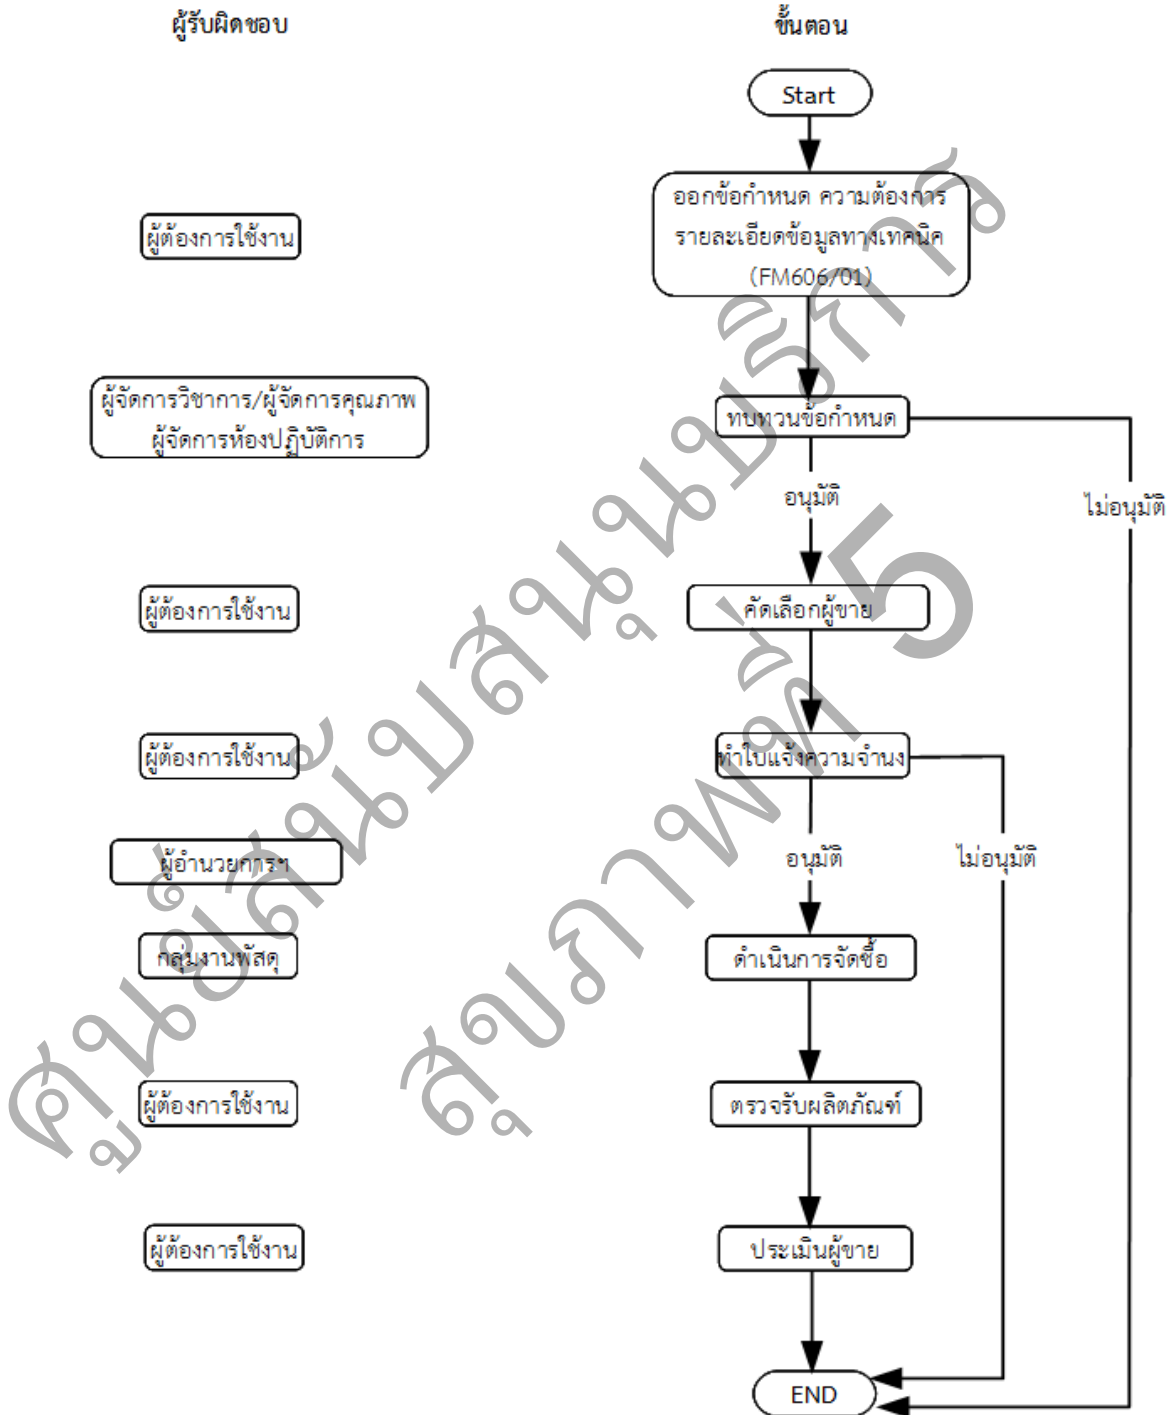 ผู้รับผิดชอบ
ขั้นตอน
Start
ผู้ต้องการใช้งาน
ออกข้อกำหนด ความต้องการ
รายละเอียดข้อมูลทางเทคนิค
(FM606/01)
ผู้จัดการวิชาการ/ผู้จัดการคุณภาพ
ผู้จัดการห้องปฏิบัติการ
ทบทวนข้อกำหนด
อนุมัติ
ไม่อนุมัติ
ผู้ต้องการใช้งาน
คัดเลือกผู้ขาย
ผู้ต้องการใช้งาน
ทำใบแจ้งความจำนง
ผู้อำนวยการฯ
อนุมัติ
ไม่อนุมัติ
กลุ่มงานพัสดุ
ดำเนินการจัดซื้อ
ผู้ต้องการใช้งาน
ตรวจรับผลิตภัณฑ์
ผู้ต้องการใช้งาน
ประเมินผู้ขาย
END
ศูนย์สนับสนุนบริการ
สุขภาพที่ 5